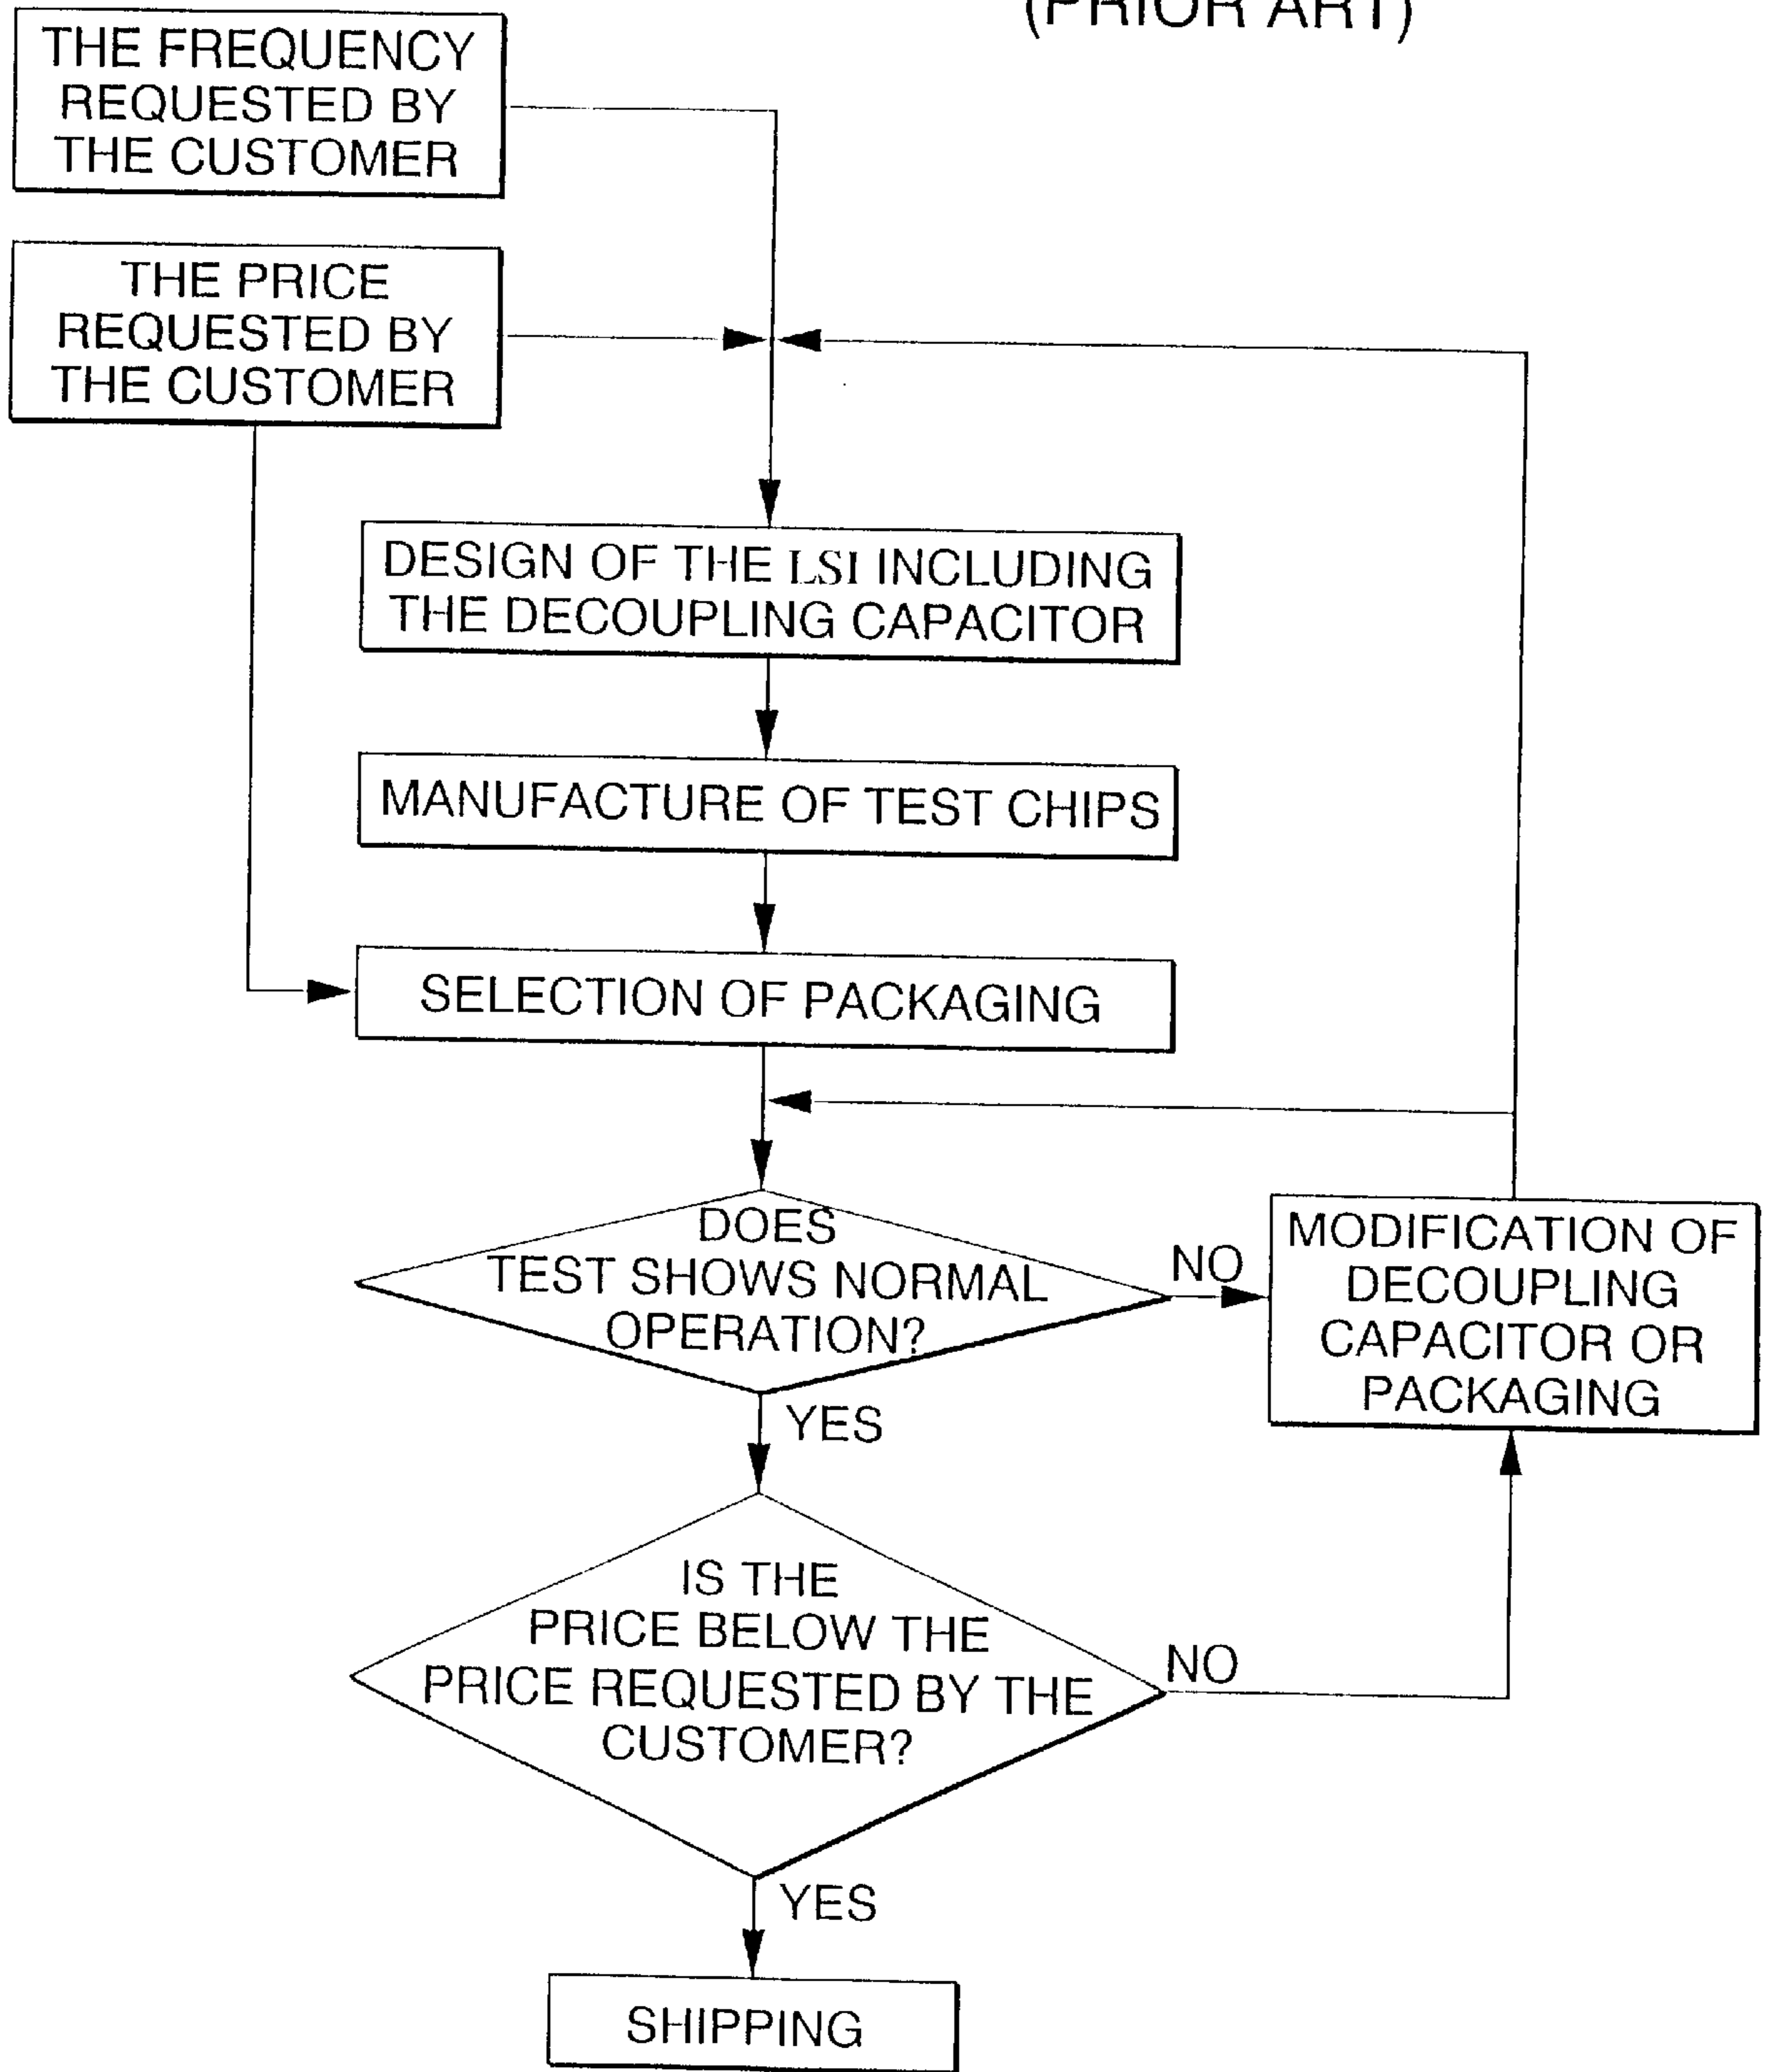 (PRIOR ART)
THE FREQUENCY
REQUESTED BY
THE CUSTOMER
THE PRICE
REQUESTED BY
THE CUSTOMER
DESIGN OF THE LSI INCLUDING
THE DECOUPLING CAPACITOR
MANUFACTURE OF TEST CHIPS
SELECTION OF PACKAGING
DOES
TEST SHOWS NORMAL
OPERATION?
NO
MODIFICATION OF
DECOUPLING
CAPACITOR OR
PACKAGING
YES
IS THE
PRICE BELOW THE
PRICE REQUESTED BY THE
CUSTOMER?
NO
YES
SHIPPING